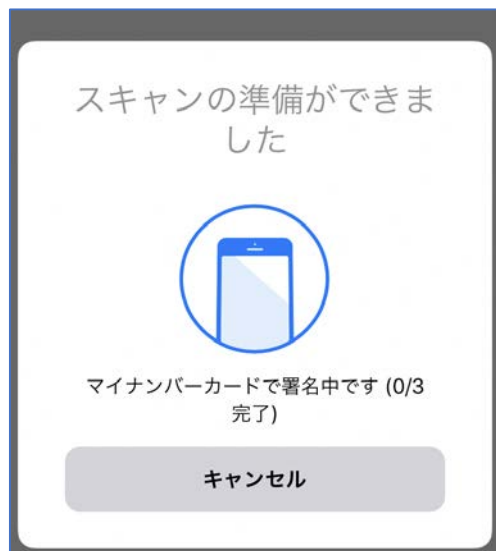 スキャンの準備ができま
した
マイナンバーカードで署名中です (0/3
完了)
キャンセル